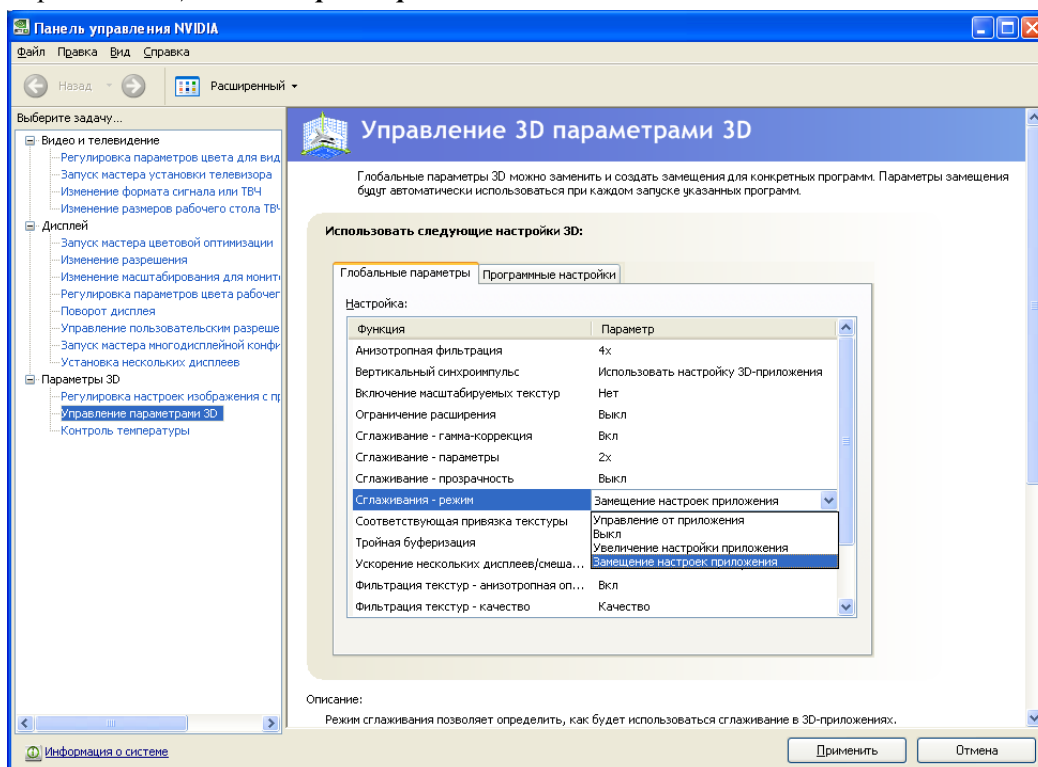 Панель управления NVIDIA
Файл Правка Вид Справка
Назад Расширенный
Выберите задачу...
Видео и телевидение
Регулировка параметров цвета для вид
Запуск мастера установки телевизора
Изменение формата сигнала или ТВЧ
Изменение размеров рабочего стола ТВЧ
Дисплей
Запуск мастера цветовой оптимизации
Изменение разрешения
Изменение масштабирования для монит
Регулировка параметров цвета рабочег
Поворот дисплея
Управление пользовательским разреше
Запуск мастера многодисплейной конфи
Установка нескольких дисплеев
Параметры 3D
Регулировка настроек изображения с пр
Управление параметрами 3D
Контроль температуры
Информация о системе
Управление 3D параметрами 3D
Глобальные параметры 3D можно заменить и создать замещения для конкретных программ. Параметры замещения
будут автоматически использоваться при каждом запуске указанных программ.
Использовать следующие настройки 3D:
Глобальные параметры Программные настройки
Настройка:
Функция Параметр
Анизотропная фильтрация 4x
Вертикальный синхроимпульс Использовать настройку 3D-приложения
Включение масштабируемых текстур Нет
Ограничение расширения Выкл
Сглаживание - гамма-коррекция Вкл
Сглаживание - параметры 2x
Сглаживание - прозрачность Выкл
Сглаживания - режим Замещение настроек приложения
Соответствующая привязка текстуры Управление от приложения
Выкл
Тройная буферизация Увеличение настройки приложения
Ускорение нескольких дисплеев/смеша... Замещение настроек приложения
Фильтрация текстур - анизотропная оп... Вкл
Фильтрация текстур - качество Качество
Описание:
Режим сглаживания позволяет определить, как будет использоваться сглаживание в 3D-приложениях.
Применить Отмена